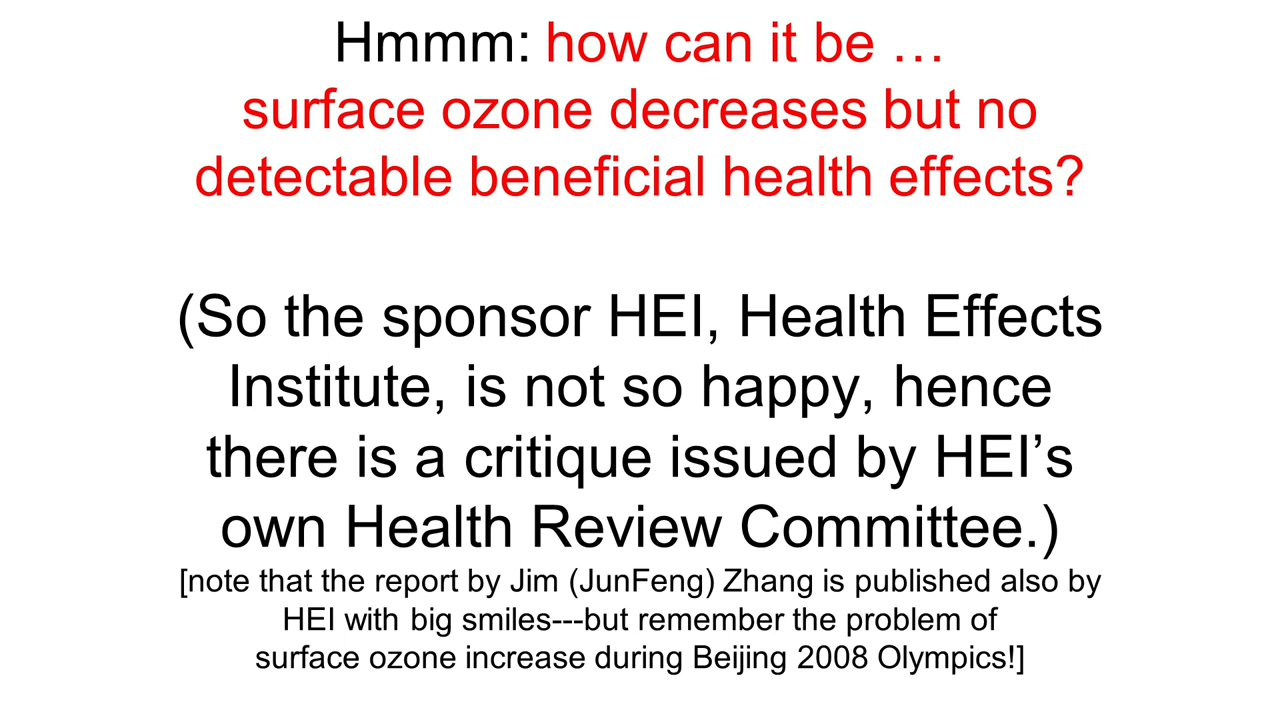 Hmmm: how can it be …
surface ozone decreases but no
detectable beneficial health effects?
(So the sponsor HEI, Health Effects
Institute, is not so happy, hence
there is a critique issued by HEI’s
own Health Review Committee.)
[note that the report by Jim (JunFeng) Zhang is published also by
HEI with big smiles---but remember the problem of
surface ozone increase during Beijing 2008 Olympics!]